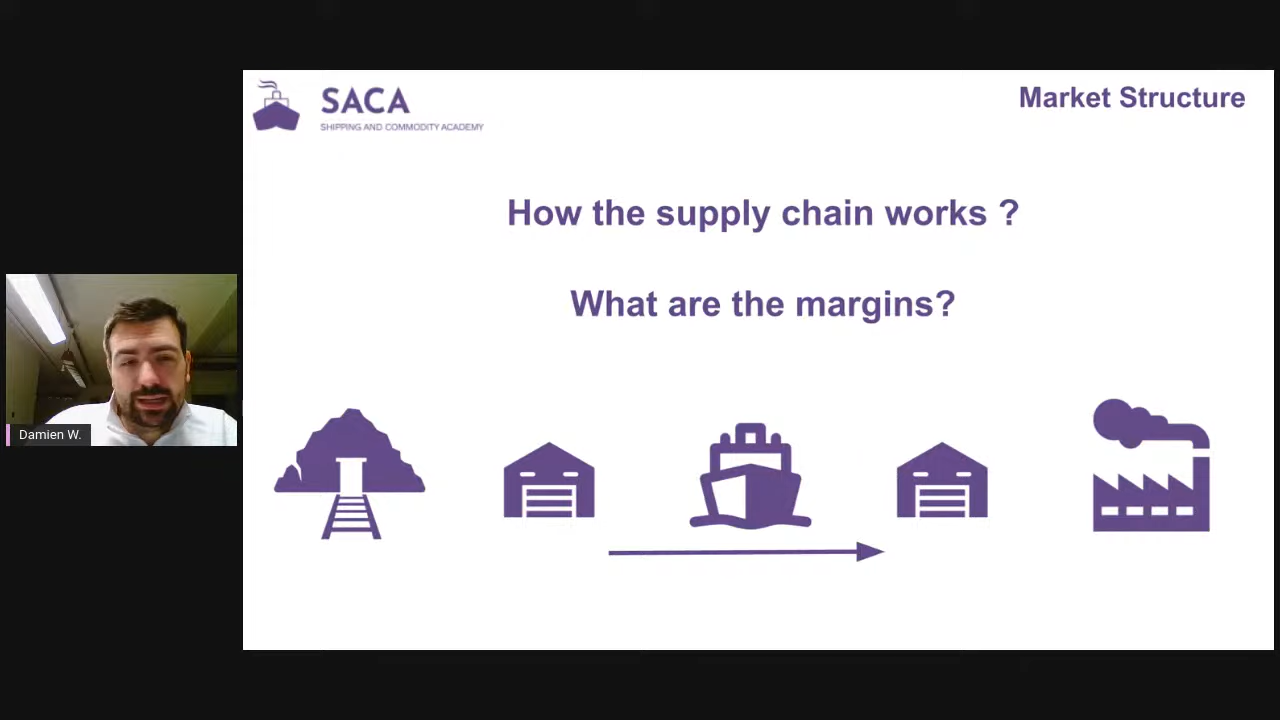 SACA
SHIPPING AND COMMODITY ACADEMY
Market Structure
How the supply chain works ?
What are the margins?
Damien W.